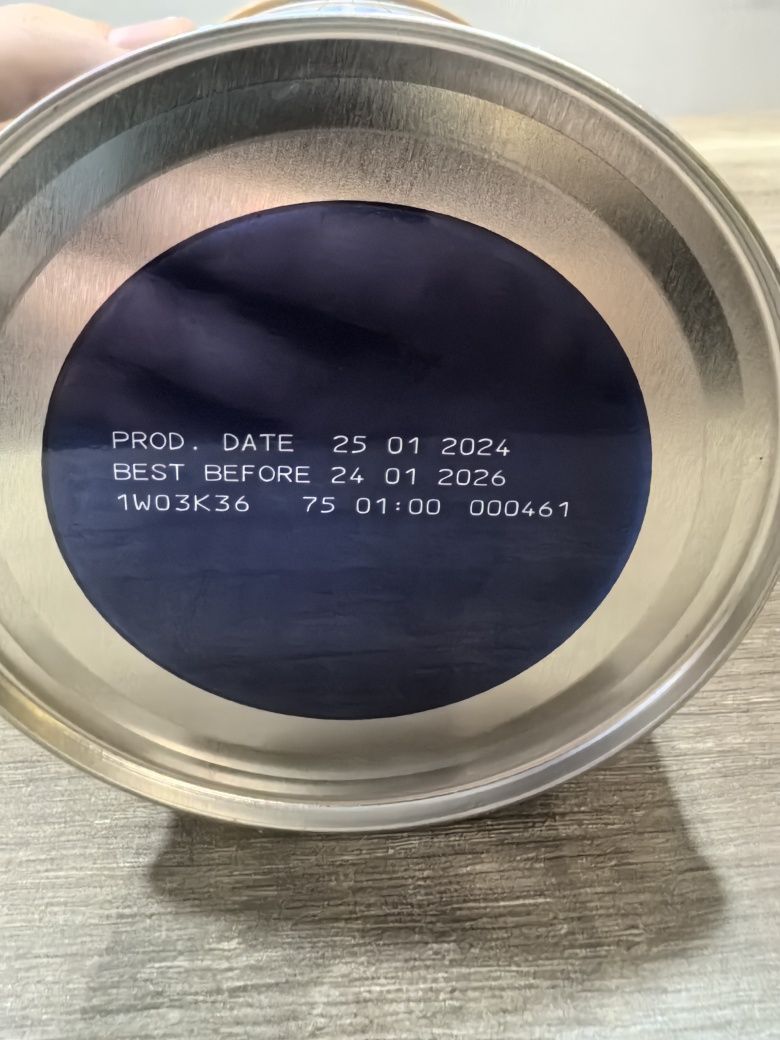 PROD. DATE 25 01 2024
BEST BEFORE 24 01 2026
1W03K36 75 01:00 000461